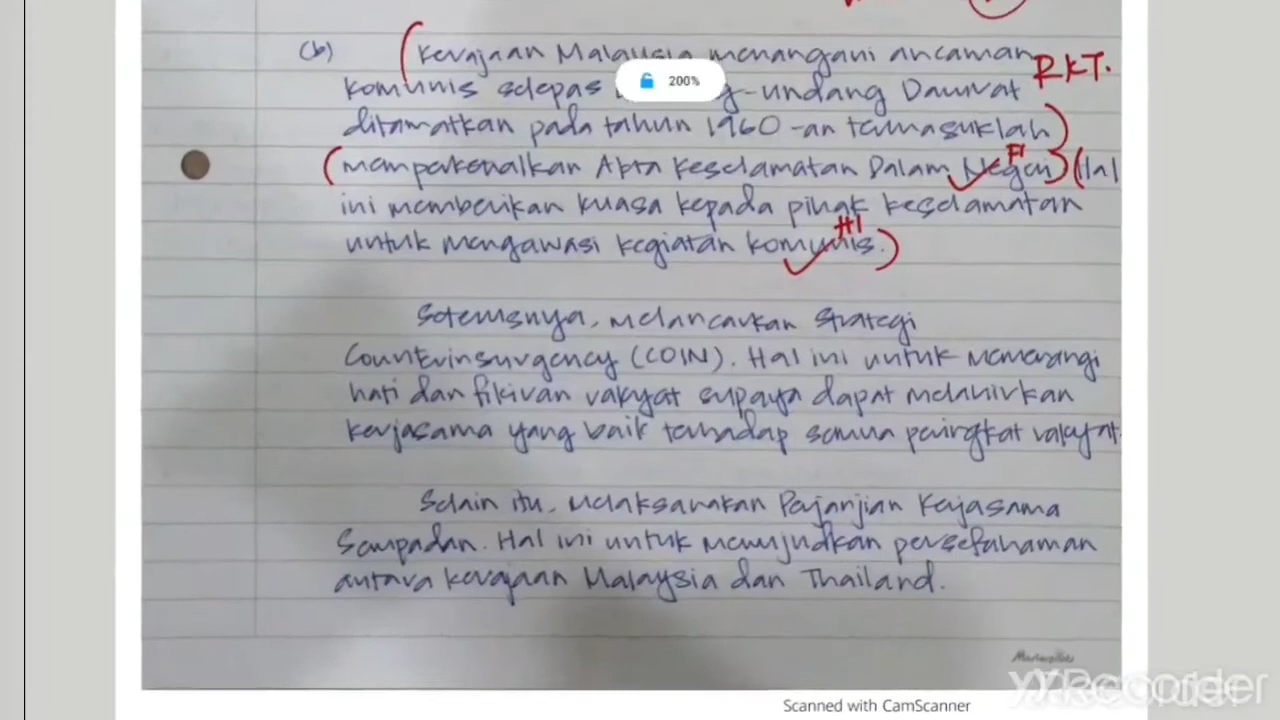 (b) (Kerajaan Malaysia menangani ancaman RKT.
komunis selepas g-undang Daurat
200%
ditamatkan pada tahun 1960-an termasuklah)
(memperkenalkan Akta Keselamatan Dalam Negeri) F1 (Hal
ini memberikan kuasa kepada pihak keselamatan
untuk mengawasi kegiatan komunis.) H1
Seterusnya, melancarkan strategi
Counterinsurgency (COIN). Hal ini untuk memerangi
hati dan fikiran rakyat supaya dapat melahirkan
kerjasama yang baik terhadap semua peringkat rakyat.
Selain itu, melaksanakan Perjanjian Kerjasama
Sempadan. Hal ini untuk mewujudkan persefahaman
antara kerajaan Malaysia dan Thailand.
Scanned with CamScanner